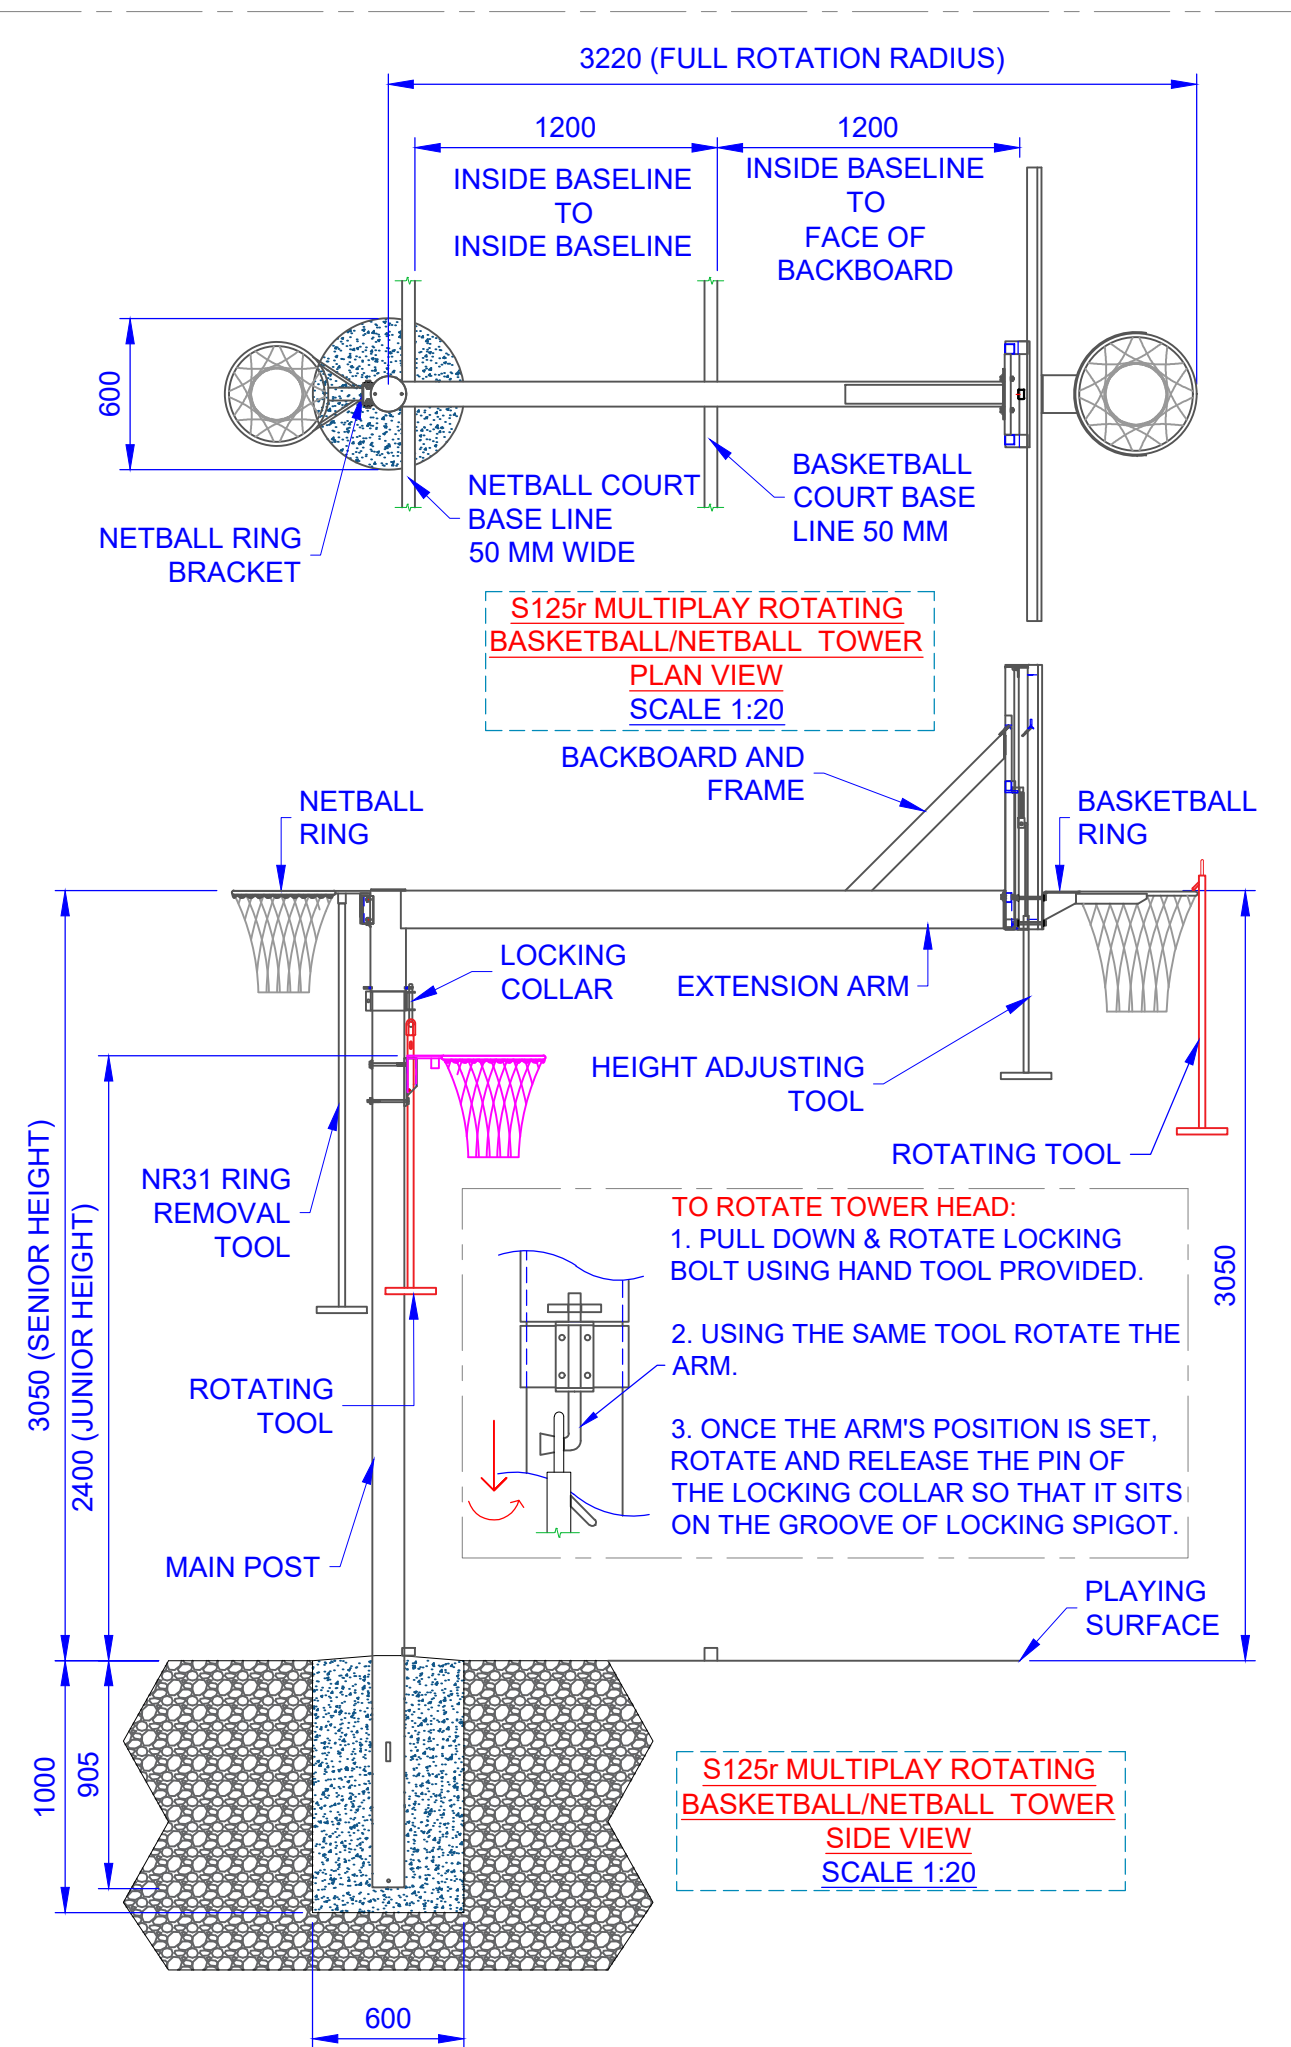 3220 (FULL ROTATION RADIUS)
1200
1200
INSIDE BASELINE
TO
INSIDE BASELINE
INSIDE BASELINE
TO
FACE OF
BACKBOARD
600
NETBALL RING
BRACKET
NETBALL COURT
BASE LINE
50 MM WIDE
BASKETBALL
COURT BASE
LINE 50 MM
S125r MULTIPLAY ROTATING
BASKETBALL/NETBALL TOWER
PLAN VIEW
SCALE 1:20
BACKBOARD AND
FRAME
NETBALL
RING
BASKETBALL
RING
LOCKING
COLLAR
EXTENSION ARM
HEIGHT ADJUSTING
TOOL
ROTATING TOOL
3050 (SENIOR HEIGHT)
2400 (JUNIOR HEIGHT)
NR31 RING
REMOVAL
TOOL
ROTATING
TOOL
MAIN POST
TO ROTATE TOWER HEAD:
1. PULL DOWN & ROTATE LOCKING
BOLT USING HAND TOOL PROVIDED.
2. USING THE SAME TOOL ROTATE THE
ARM.
3. ONCE THE ARM'S POSITION IS SET,
ROTATE AND RELEASE THE PIN OF
THE LOCKING COLLAR SO THAT IT SITS
ON THE GROOVE OF LOCKING SPIGOT.
3050
PLAYING
SURFACE
1000
905
S125r MULTIPLAY ROTATING
BASKETBALL/NETBALL TOWER
SIDE VIEW
SCALE 1:20
600